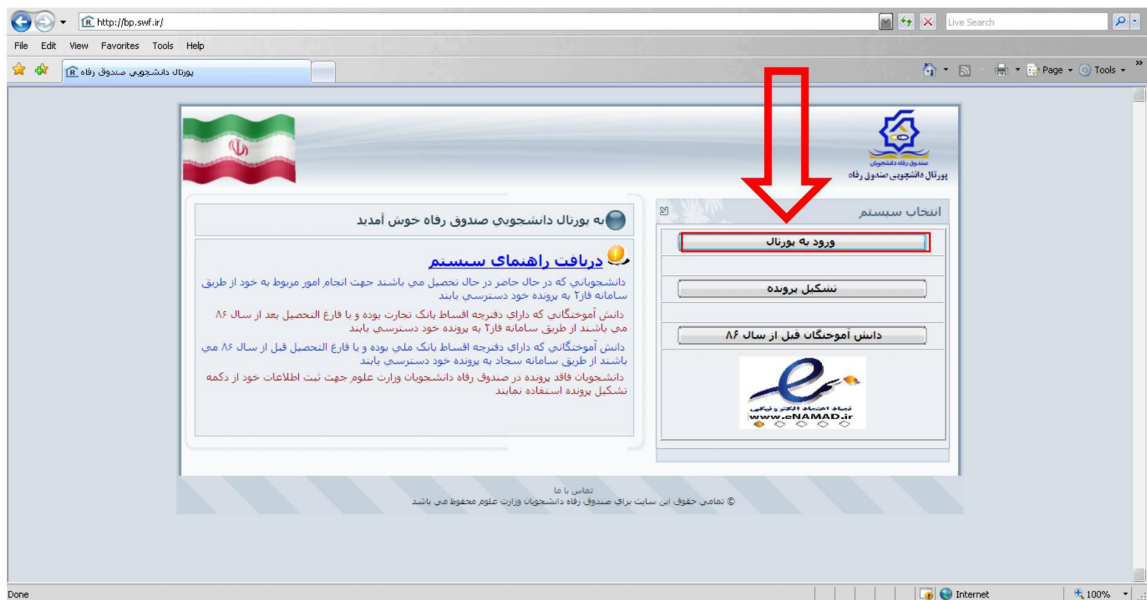 http://bp.swf.ir/
Live Search
File Edit View Favorites Tools Help
پورتال دانشجویی صندوق رفاه
Page Tools
صندوق رفاه دانشجویان
پورتال دانشجویی صندوق رفاه
انتخاب سیستم
ورود به پورتال
تشکیل پرونده
دانش آموختگان قبل از سال ۸۶
نماد اعتماد الکترونیکی
www.eNAMAD.ir
به پورتال دانشجویی صندوق رفاه خوش آمدید
دریافت راهنمای سیستم
دانشجویانی که در حال حاضر در حال تحصیل می باشند جهت انجام امور مربوط به خود از طریق
سامانه فاز۲ به پرونده خود دسترسی یابند
دانش آموختگانی که دارای دفترچه اقساط بانک تجارت بوده و یا فارغ التحصیل بعد از سال ۸۶
می باشند از طریق سامانه فاز۲ به پرونده خود دسترسی یابند
دانش آموختگانی که دارای دفترچه اقساط بانک ملی بوده و یا فارغ التحصیل قبل از سال ۸۶ می
باشند از طریق سامانه سجاد به پرونده خود دسترسی یابند
دانشجویان فاقد پرونده در صندوق رفاه دانشجویان وزارت علوم جهت ثبت اطلاعات خود از دکمه
تشکیل پرونده استفاده نمایند
تماس با ما
© تمامی حقوق این سایت برای صندوق رفاه دانشجویان وزارت علوم محفوظ می باشد
Done
Internet
100%